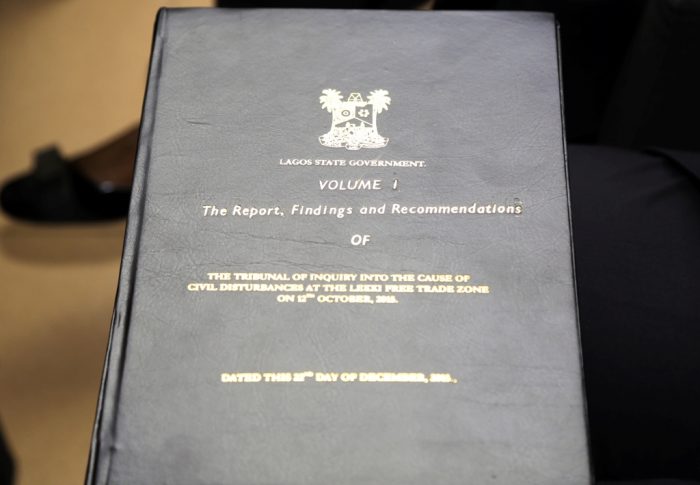 LAGOS STATE GOVERNMENT.
VOLUME 1
The Report, Findings and Recommendations
OF
THE TRIBUNAL OF INQUIRY INTO THE CAUSE OF
CIVIL DISTURBANCES AT THE LEKKI FREE TRADE ZONE
ON 12TH OCTOBER, 2015.
DATED THIS DAY OF DECEMBER, 2015.